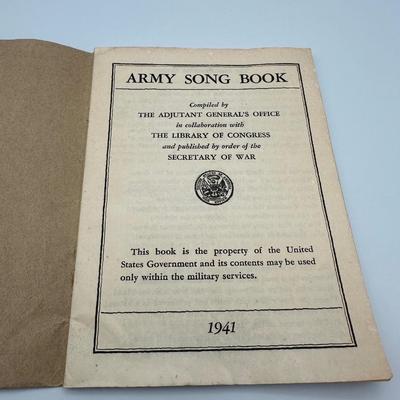 ARMY SONG BOOK
Compiled by
THE ADJUTANT GENERAL'S OFFICE
in collaboration with
THE LIBRARY OF CONGRESS
and published by order of the
SECRETARY OF WAR
This book is the property of the United
States Government and its contents may be used
only within the military services.
1941